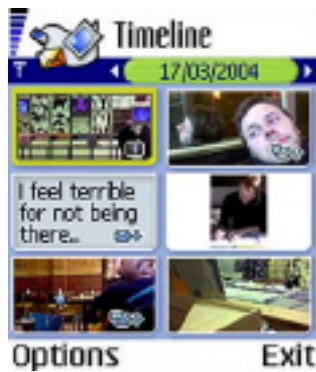 Timeline
17/03/2004
I feel terrible
for not being
there..
Options
Exit